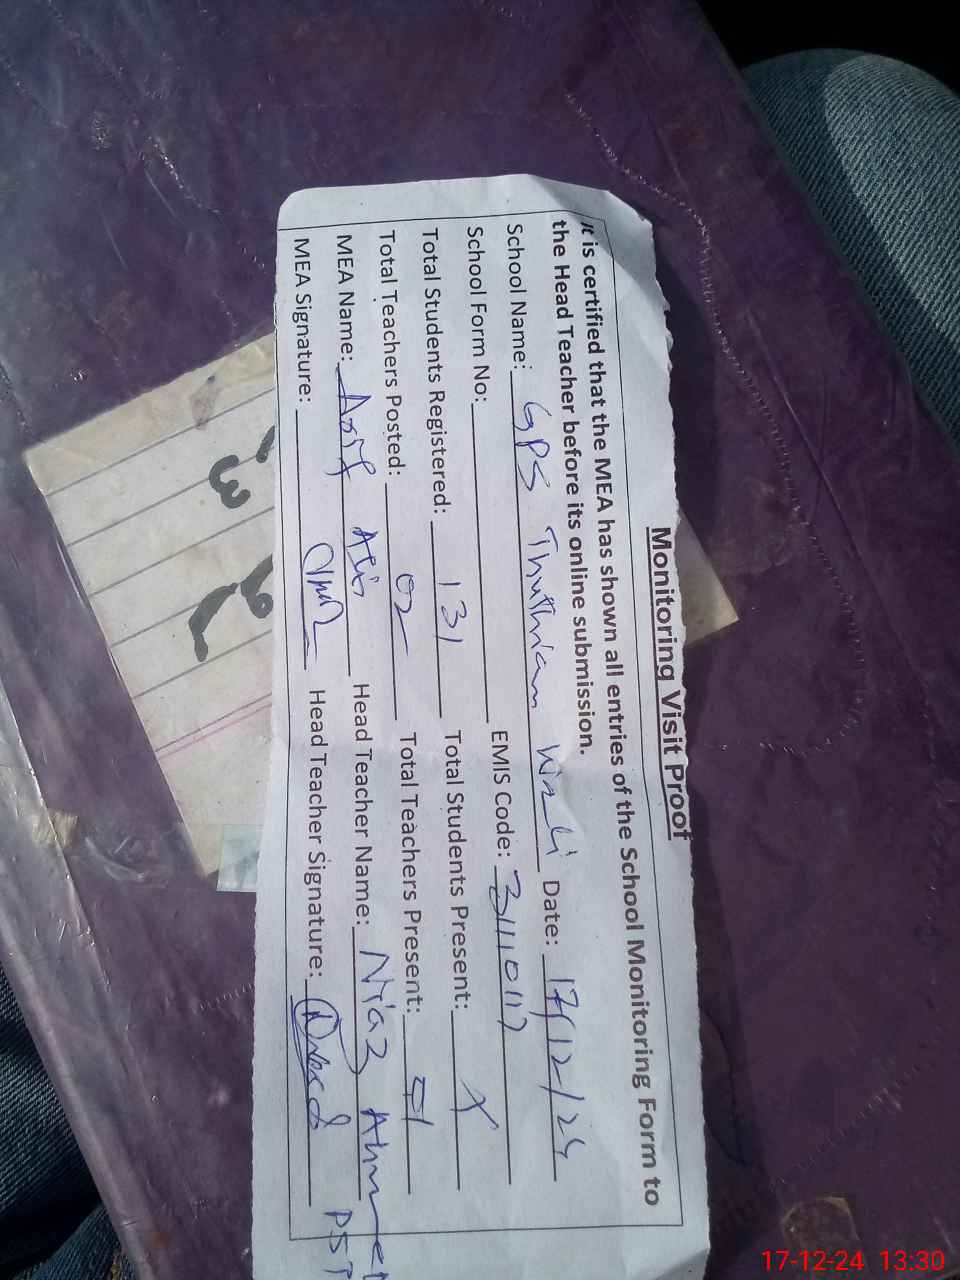 Monitoring Visit Proof
It is certified that the MEA has shown all entries of the School Monitoring Form to
the Head Teacher before its online submission.
School Name: GPS Thuthian Wali Date: 17/12/24
School Form No: EMIS Code: 31110117
Total Students Registered: 131 Total Students Present: X
Total Teachers Posted: 02 Total Teachers Present: 01
MEA Name: Asif Ali Head Teacher Name: Niaz Ahmed
MEA Signature: Head Teacher Signature: PST
17-12-24 13:30